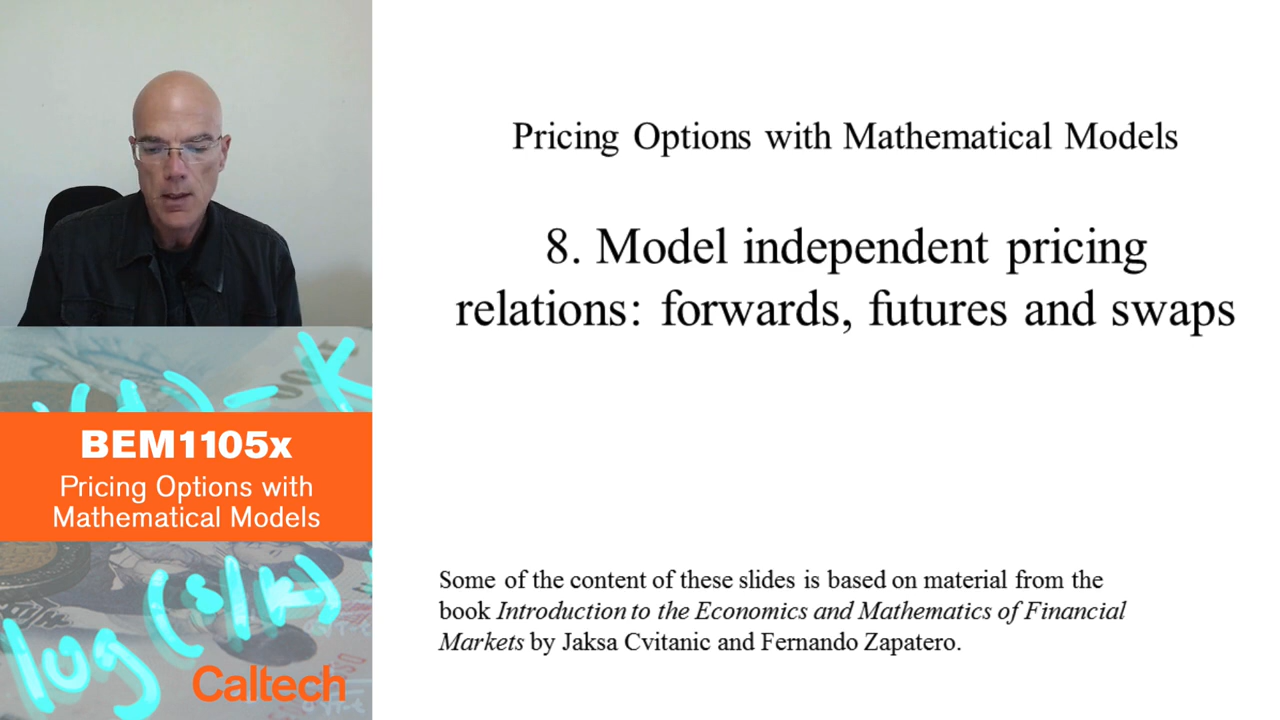 Pricing Options with Mathematical Models
8. Model independent pricing
relations: forwards, futures and swaps
Some of the content of these slides is based on material from the
book Introduction to the Economics and Mathematics of Financial
Markets by Jaksa Cvitanic and Fernando Zapatero.
BEM1105x
Pricing Options with
Mathematical Models
log (s/k)
Caltech